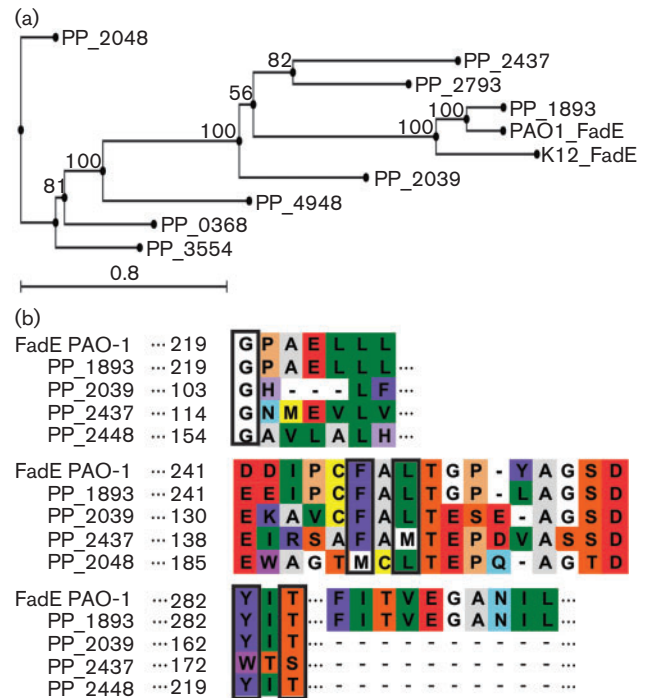 (a)
PP_2048
82
PP_2437
PP_2793
56
100
PP_1893
100
PAO1_FadE
100
K12_FadE
100
PP_2039
81
PP_4948
PP_0368
PP_3554
0.8
(b)
FadE PAO-1 ··· 219 G P A E L L L
PP_1893 ··· 219 G P A E L L L ···
PP_2039 ··· 103 G H - - - L F
PP_2437 ··· 114 G N M E V L V
PP_2448 ··· 154 G A V L A L H ···
FadE PAO-1 ··· 241 D D I P C F A L T G P - Y A G S D
PP_1893 ··· 241 E E I P C F A L T G P - L A G S D
PP_2039 ··· 130 E K A V C F A L T E S E - A G S D
PP_2437 ··· 138 E I R S A F A M T E P D V A S S D
PP_2048 ··· 185 E W A G T M C L T E P Q - A G T D
FadE PAO-1 ··· 282 Y I T ··· F I T V E G A N I L ···
PP_1893 ··· 282 Y I T ··· F I T V E G A N I L ···
PP_2039 ··· 162 Y I T ··· - - - - - - - - - - ···
PP_2437 ··· 172 W T S ··· - - - - - - - - - - ···
PP_2448 ··· 219 Y I T ··· - - - - - - - - - - ···